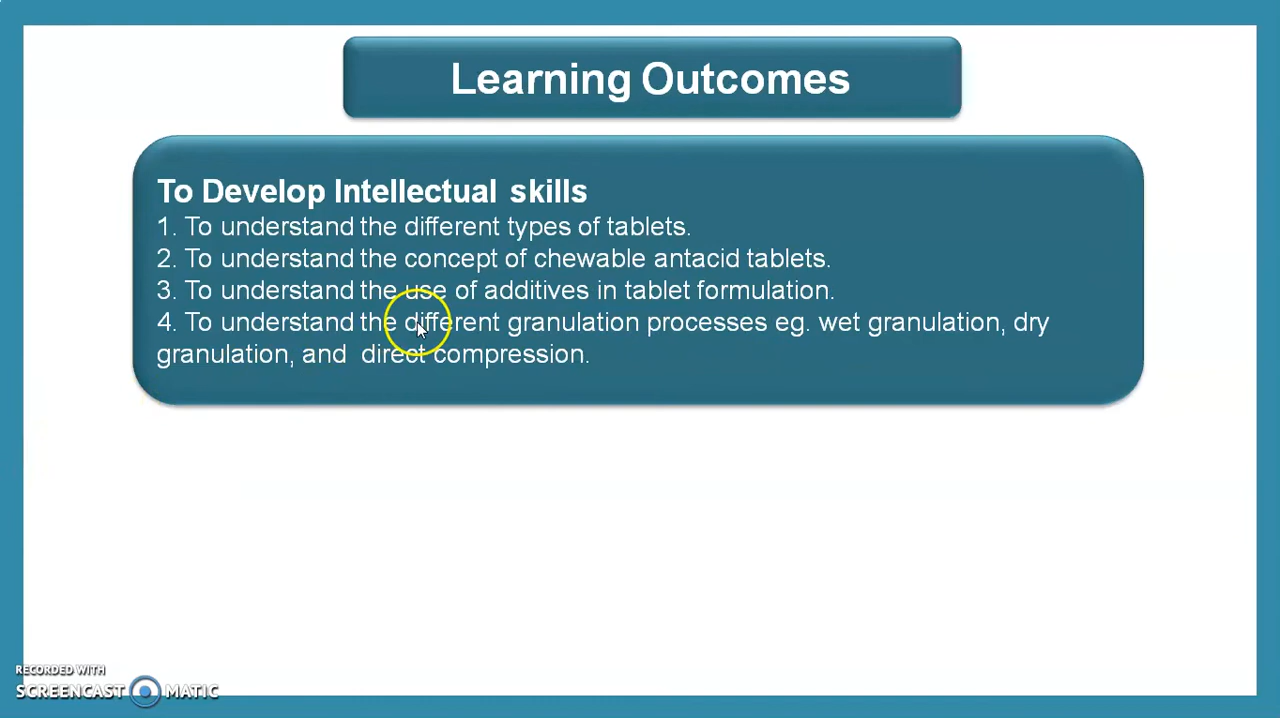 Learning Outcomes
To Develop Intellectual skills
1. To understand the different types of tablets.
2. To understand the concept of chewable antacid tablets.
3. To understand the use of additives in tablet formulation.
4. To understand the different granulation processes eg. wet granulation, dry
granulation, and direct compression.
RECORDED WITH
SCREENCAST MATIC